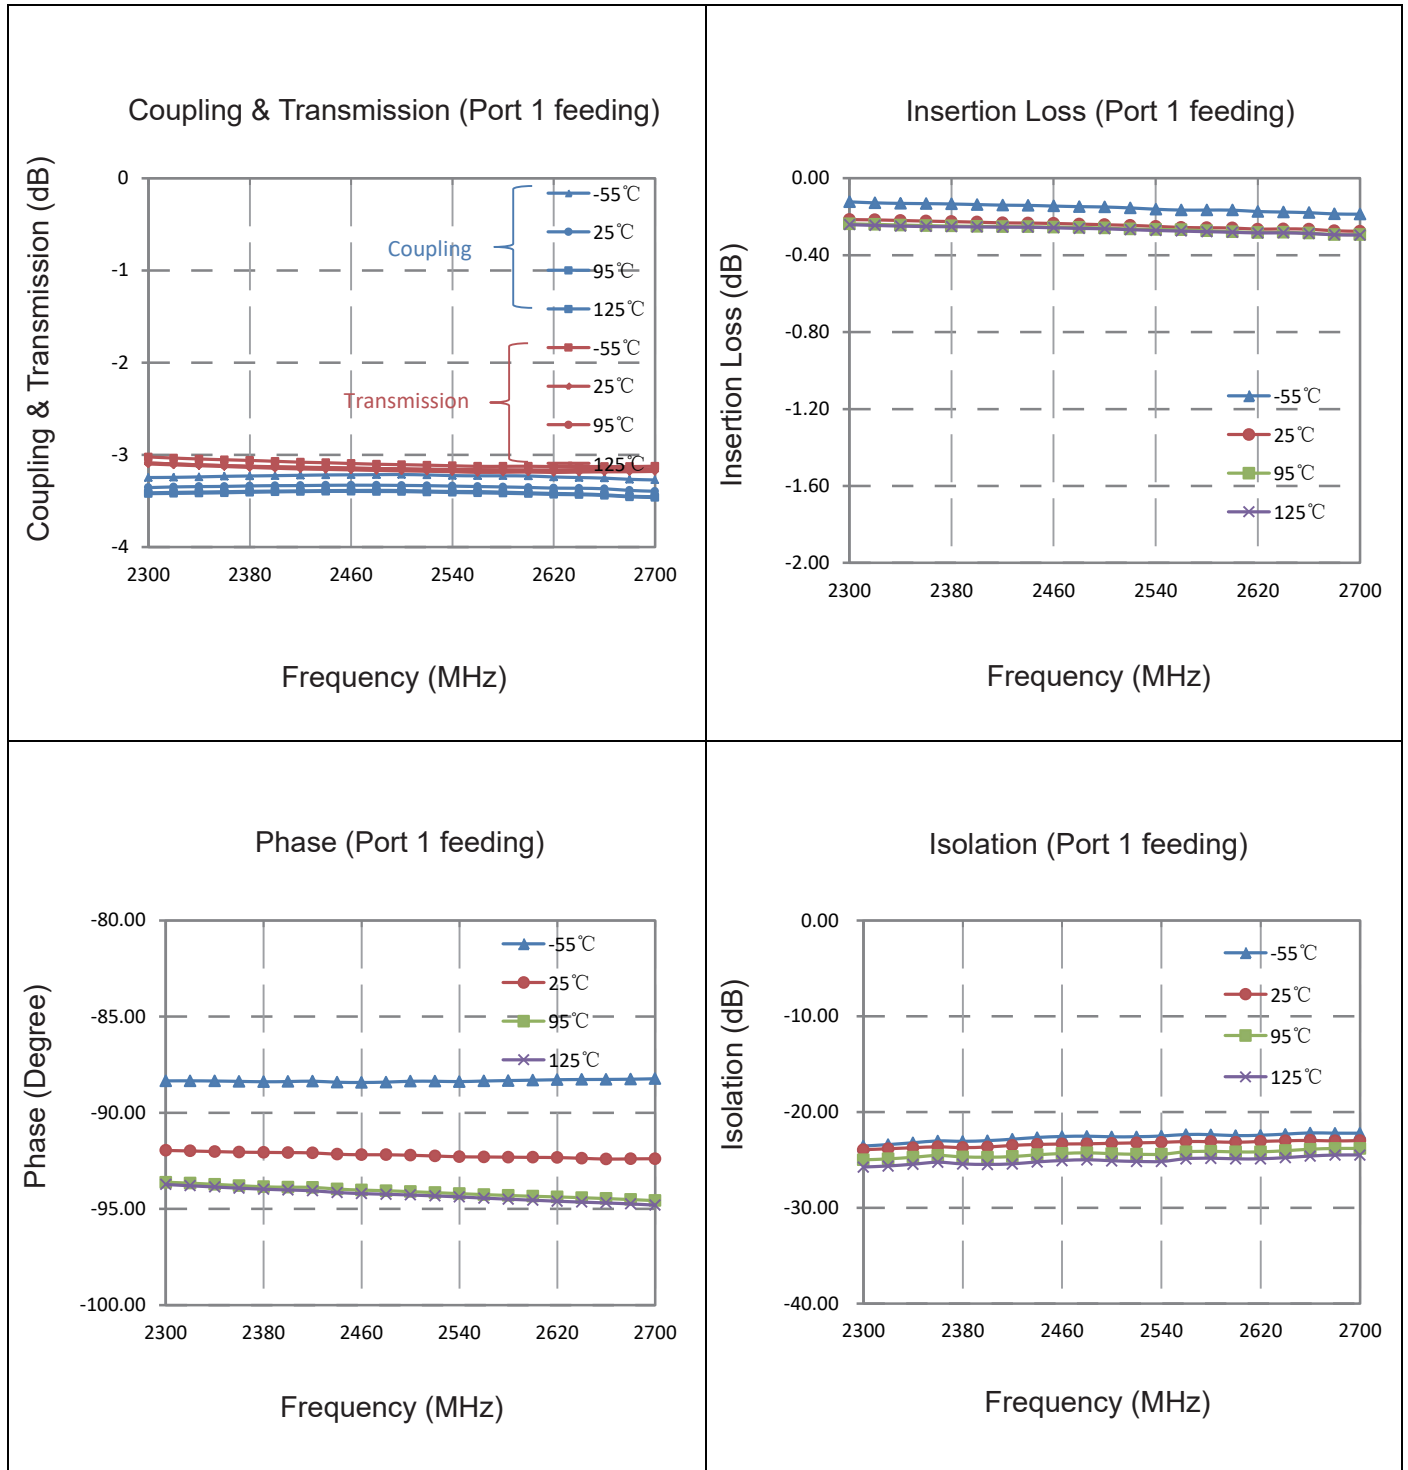 Coupling & Transmission (Port 1 feeding)
Coupling & Transmission (dB)
0
-1
-2
-3
-4
-55℃
25℃
95℃
125℃
Coupling
-55℃
25℃
95℃
125℃
Transmission
2300 2380 2460 2540 2620 2700
Frequency (MHz)
Insertion Loss (Port 1 feeding)
Insertion Loss (dB)
0.00
-0.40
-0.80
-1.20
-1.60
-2.00
-55℃
25℃
95℃
125℃
2300 2380 2460 2540 2620 2700
Frequency (MHz)
Phase (Port 1 feeding)
Phase (Degree)
-80.00
-85.00
-90.00
-95.00
-100.00
-55℃
25℃
95℃
125℃
2300 2380 2460 2540 2620 2700
Frequency (MHz)
Isolation (Port 1 feeding)
Isolation (dB)
0.00
-10.00
-20.00
-30.00
-40.00
-55℃
25℃
95℃
125℃
2300 2380 2460 2540 2620 2700
Frequency (MHz)